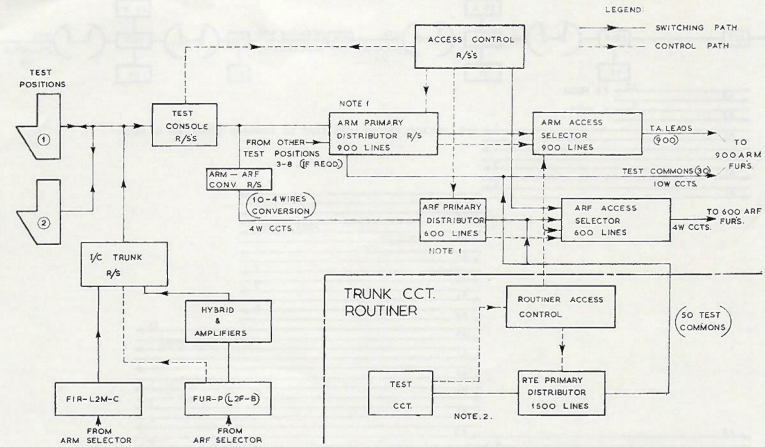 LEGEND:
SWITCHING PATH
CONTROL PATH
ACCESS CONTROL
R/S'S
TEST
POSITIONS
1
2
TEST
CONSOLE
R/S'S
NOTE 1
ARM PRIMARY
DISTRIBUTOR R/S
900 LINES
FROM OTHER
TEST POSITIONS
3-8 (IF REQD)
ARM ACCESS
SELECTOR
900 LINES
T.A. LEADS
(900)
TO
900 ARM
FURS.
TEST COMMONS (30)
10W CCTS.
ARM – ARF
CONV R/S
(10-4 WIRES
CONVERSION)
4W CCTS.
ARF PRIMARY
DISTRIBUTOR
600 LINES
NOTE 1
ARF ACCESS
SELECTOR
600 LINES
TO 600 ARF
FURS.
4W CCTS.
I/C TRUNK
R/S
HYBRID
&
AMPLIFIERS
FIR-L2M-C
FROM
ARM SELECTOR
FUR-P (L2F-B)
FROM
ARF SELECTOR
TRUNK CCT.
ROUTINER
ROUTINER ACCESS
CONTROL
(50 TEST
COMMONS)
TEST
CCT.
NOTE. 2.
RTE PRIMARY
DISTRIBUTOR
1500 LINES